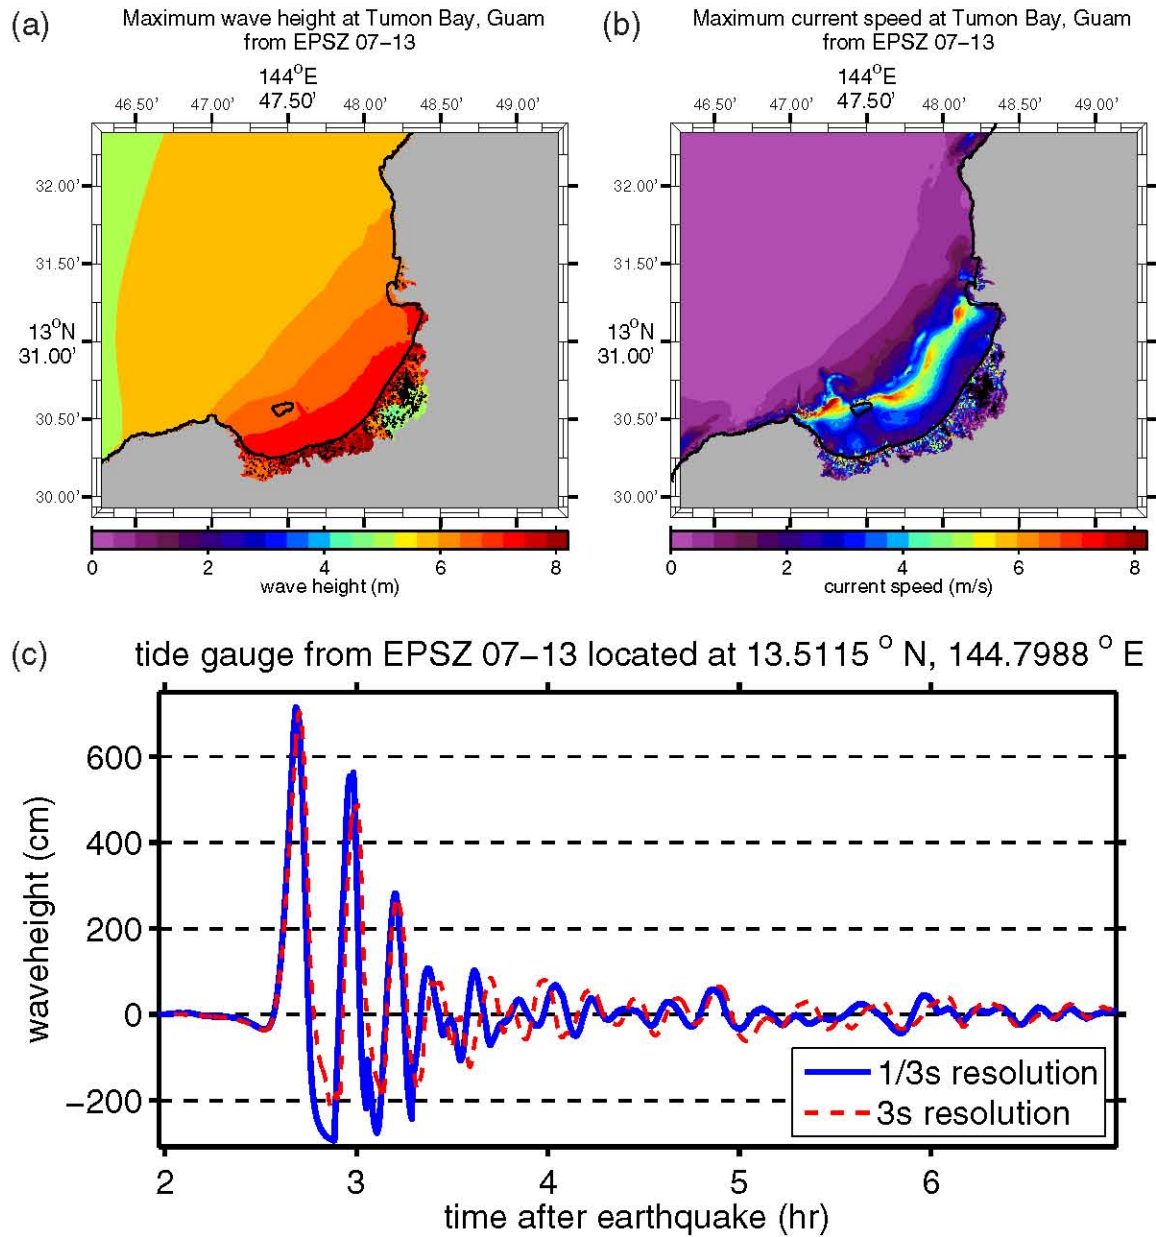 (a)
Maximum wave height at Tumon Bay, Guam
from EPSZ 07−13
144°E
46.50' 47.00' 47.50' 48.00' 48.50' 49.00'
32.00'
31.50'
13°N
31.00'
30.50'
30.00'
0 2 4 6 8
wave height (m)
(b)
Maximum current speed at Tumon Bay, Guam
from EPSZ 07−13
144°E
46.50' 47.00' 47.50' 48.00' 48.50' 49.00'
32.00'
31.50'
13°N
31.00'
30.50'
30.00'
0 2 4 6 8
current speed (m/s)
(c)
tide gauge from EPSZ 07−13 located at 13.5115 ° N, 144.7988 ° E
waveheight (cm)
600
400
200
0
−200
1/3s resolution
3s resolution
2 3 4 5 6
time after earthquake (hr)